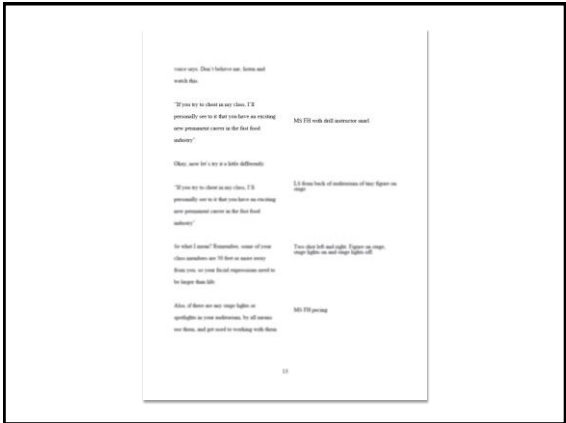 voice says. Don't believe me, listen and
watch this.
"If you try to cheat in my class, I'll
personally see to it that you have an exciting
new permanent career in the fast food
industry"
MS FH with drill instructor snarl
Okay, now let's try it a little differently
"If you try to cheat in my class, I'll
personally see to it that you have an exciting
new permanent career in the fast food
industry"
LS from back of auditorium of tiny figure on
stage
So what I mean? Remember, some of your
class members are 50 feet or more away
from you, so your facial expressions need to
be larger than life
Two shot left and right: Figure on stage,
stage lights on and stage lights off
Also, if there are any stage lights or
spotlights in your auditorium, by all means
use them, and get used to working with them
MS FH pacing
13